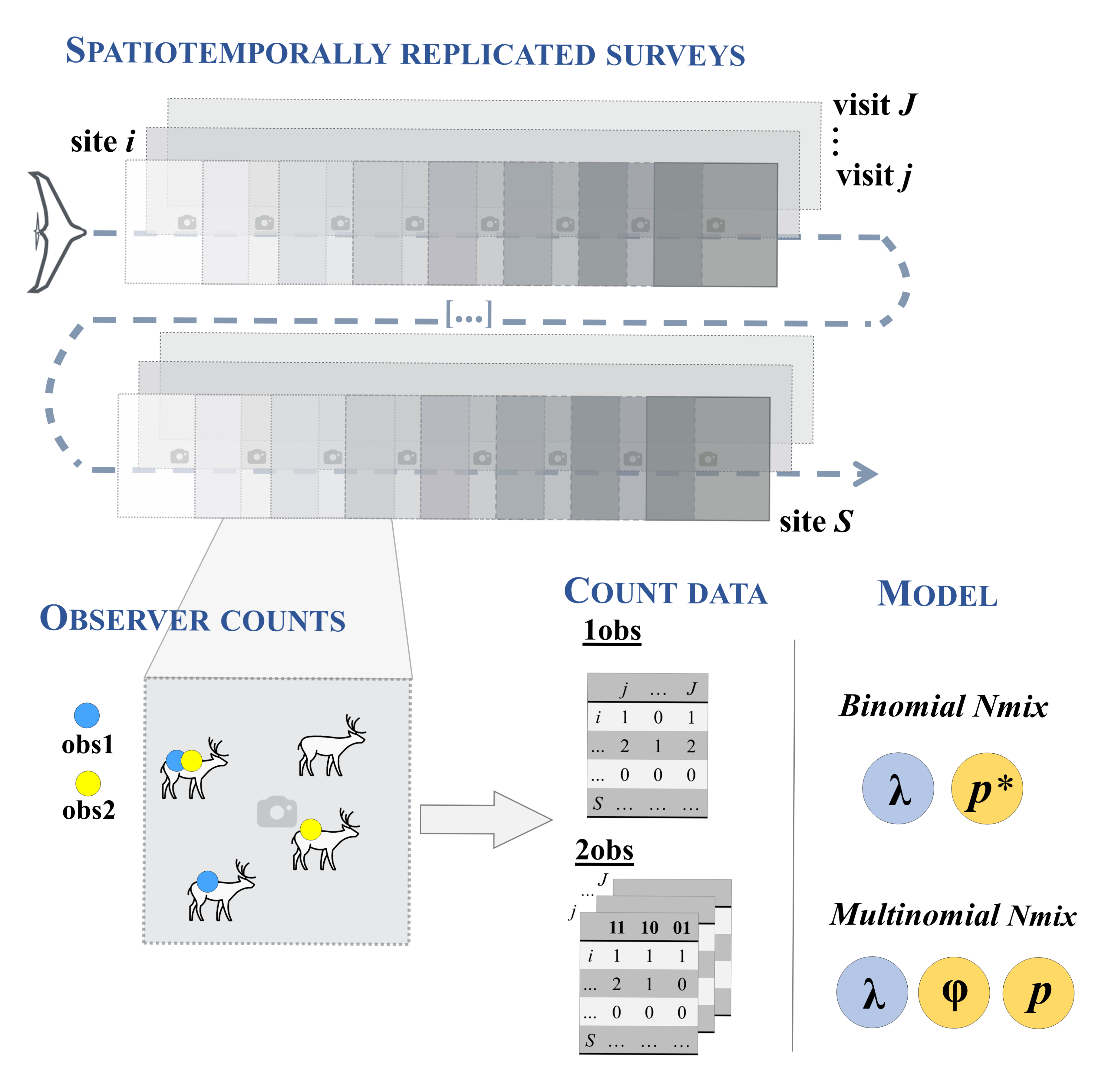 SPATIOTEMPORALLY REPLICATED SURVEYS
visit J
site i
visit j
[...]
site S
OBSERVER COUNTS
COUNT DATA
MODEL
1obs
j ... J
i 1 0 1
... 2 1 2
... 0 0 0
S ... ... ...
Binomial Nmix
λ p*
obs1
obs2
2obs
J
...
j
11 10 01
i 1 1 1
... 2 1 0
... 0 0 0
S ... ... ...
Multinomial Nmix
λ φ p